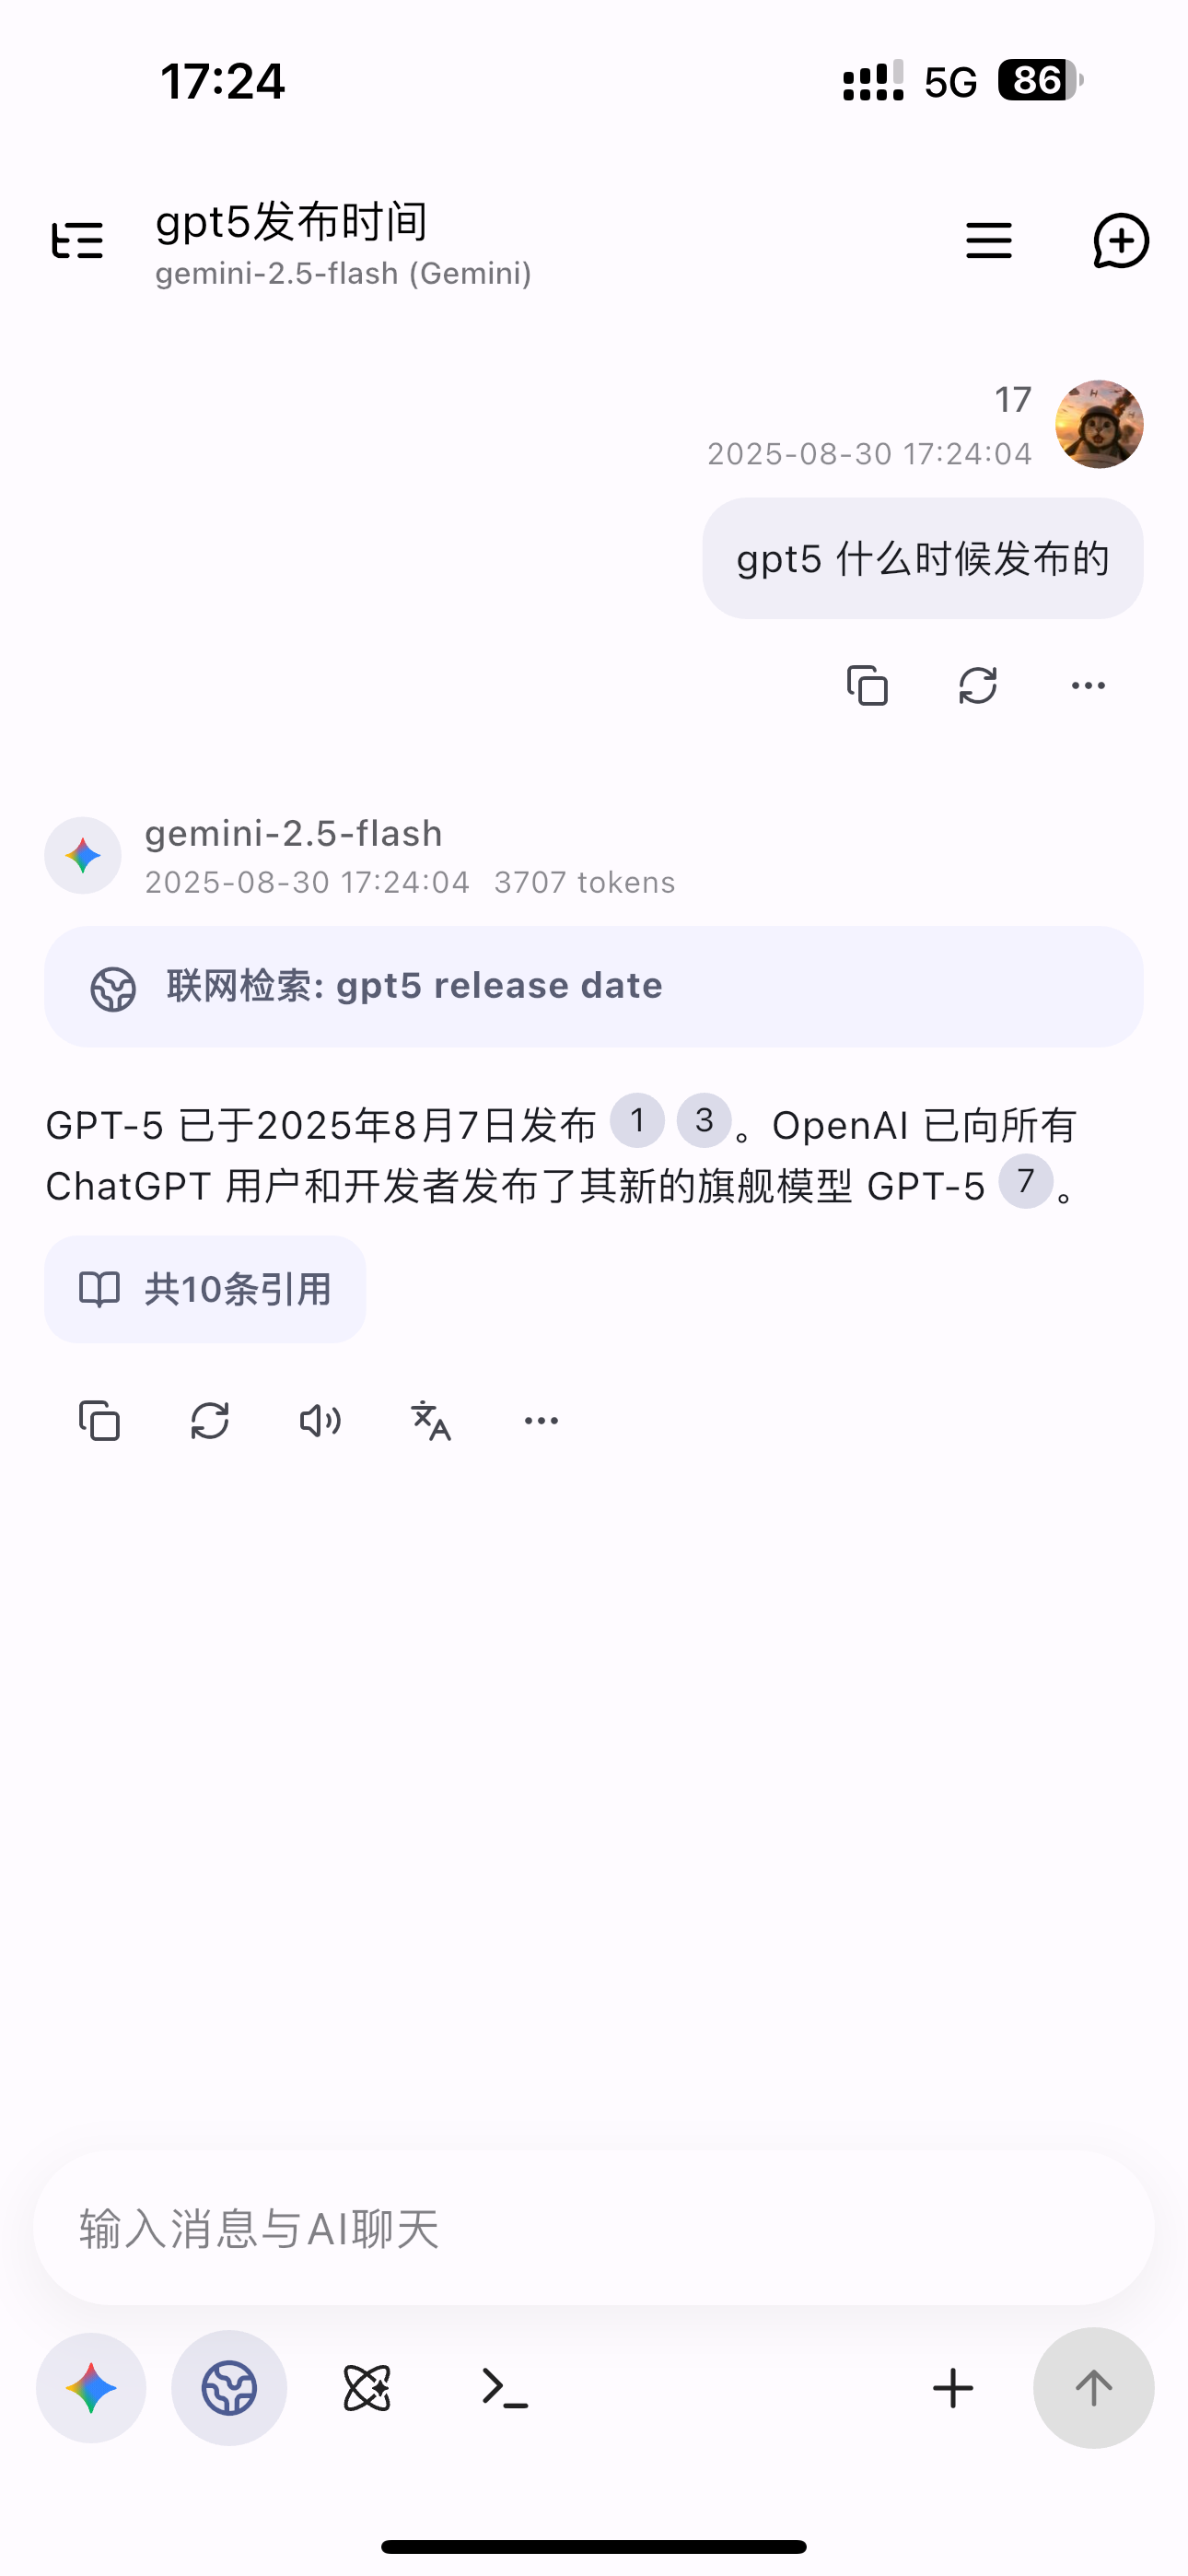 17:24
5G 86
gpt5发布时间
gemini-2.5-flash (Gemini)
17
2025-08-30 17:24:04
gpt5 什么时候发布的
gemini-2.5-flash
2025-08-30 17:24:04 3707 tokens
联网检索: gpt5 release date
GPT-5 已于2025年8月7日发布 1 3 。OpenAI 已向所有
ChatGPT 用户和开发者发布了其新的旗舰模型 GPT-5 7 。
共10条引用
输入消息与AI聊天